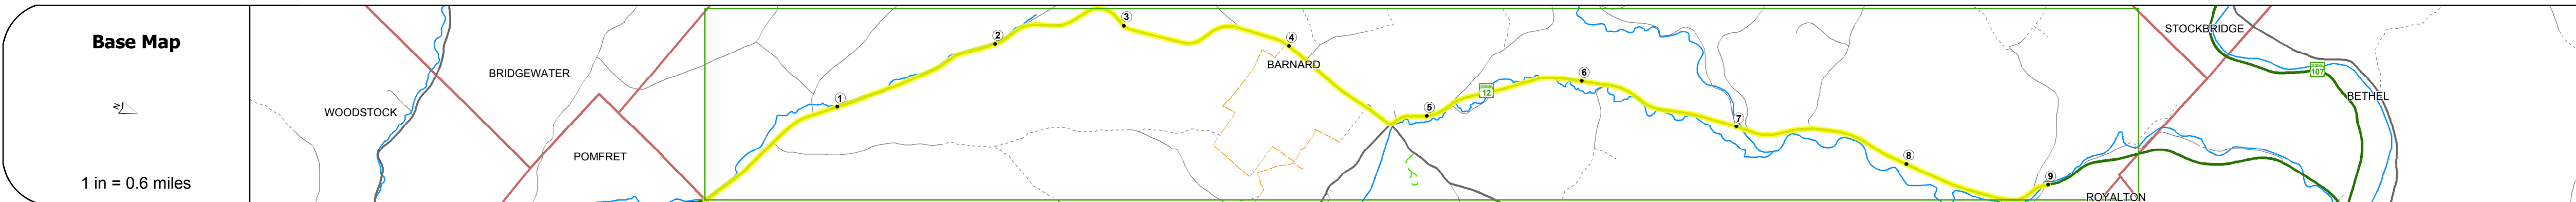 Base Map
N
1 in = 0.6 miles
WOODSTOCK
BRIDGEWATER
POMFRET
1
2
3
4
BARNARD
5
12
6
7
8
9
STOCKBRIDGE
107
BETHEL
ROYALTON